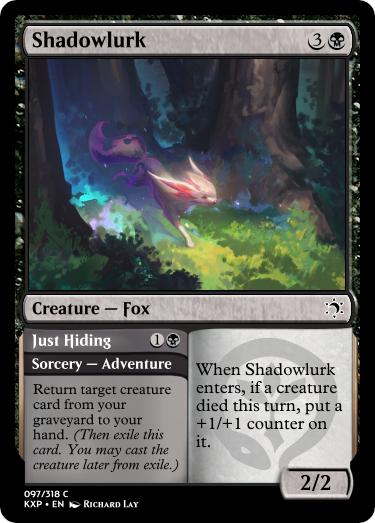 Shadowlurk 3
Creature — Fox
Just Hiding 1
Sorcery — Adventure
Return target creature
card from your
graveyard to your
hand. (Then exile this
card. You may cast the
creature later from exile.)
When Shadowlurk
enters, if a creature
died this turn, put a
+1/+1 counter on
it.
2/2
097/318 C
KXP • EN Richard Lay